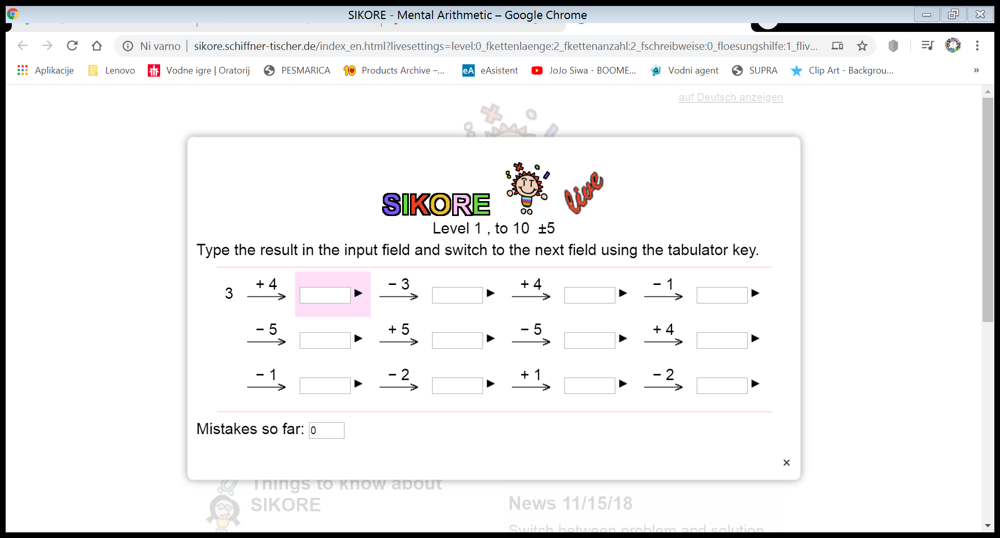 SIKORE - Mental Arithmetic – Google Chrome
Ni varno sikore.schiffner-tischer.de/index_en.html?livesettings=level:0_fkettenlaenge:2_fkettenanzahl:2_fschreibweise:0_floesungshilfe:1_fliv...
Aplikacije Lenovo Vodne igre | Oratorij PESMARICA Products Archive –... eA eAsistent JoJo Siwa - BOOME... Vodni agent SUPRA Clip Art - Backgrou... »
auf Deutsch anzeigen
SIKORE live
Level 1 , to 10 ±5
Type the result in the input field and switch to the next field using the tabulator key.
3 + 4 − 3 + 4 − 1
− 5 + 5 − 5 + 4
− 1 − 2 + 1 − 2
Mistakes so far: 0
×
Things to know about
SIKORE
News 11/15/18
Switch between problem and solution